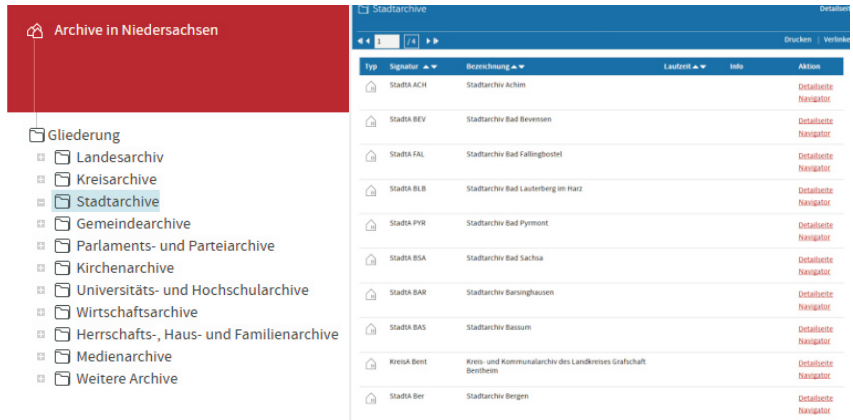 Archive in Niedersachsen
Gliederung
Landesarchiv
Kreisarchive
Stadtarchive
Gemeindearchive
Parlaments- und Parteiarchive
Kirchenarchive
Universitäts- und Hochschularchive
Wirtschaftsarchive
Herrschafts-, Haus- und Familienarchive
Medienarchive
Weitere Archive
Stadtarchive Detailseit
1 / 4 Drucken | Verlinke
Typ Signatur Bezeichnung Laufzeit Info Aktion
StadtA ACH Stadtarchiv Achim Detailseite
Navigator
StadtA BEV Stadtarchiv Bad Bevensen Detailseite
Navigator
StadtA FAL Stadtarchiv Bad Fallingbostel Detailseite
Navigator
StadtA BLB Stadtarchiv Bad Lauterberg im Harz Detailseite
Navigator
StadtA PYR Stadtarchiv Bad Pyrmont Detailseite
Navigator
StadtA BSA Stadtarchiv Bad Sachsa Detailseite
Navigator
StadtA BAR Stadtarchiv Barsinghausen Detailseite
Navigator
StadtA BAS Stadtarchiv Bassum Detailseite
Navigator
KreisA Bent Kreis- und Kommunalarchiv des Landkreises Grafschaft Detailseite
Bentheim Navigator
StadtA Ber Stadtarchiv Bergen Detailseite
Navigator